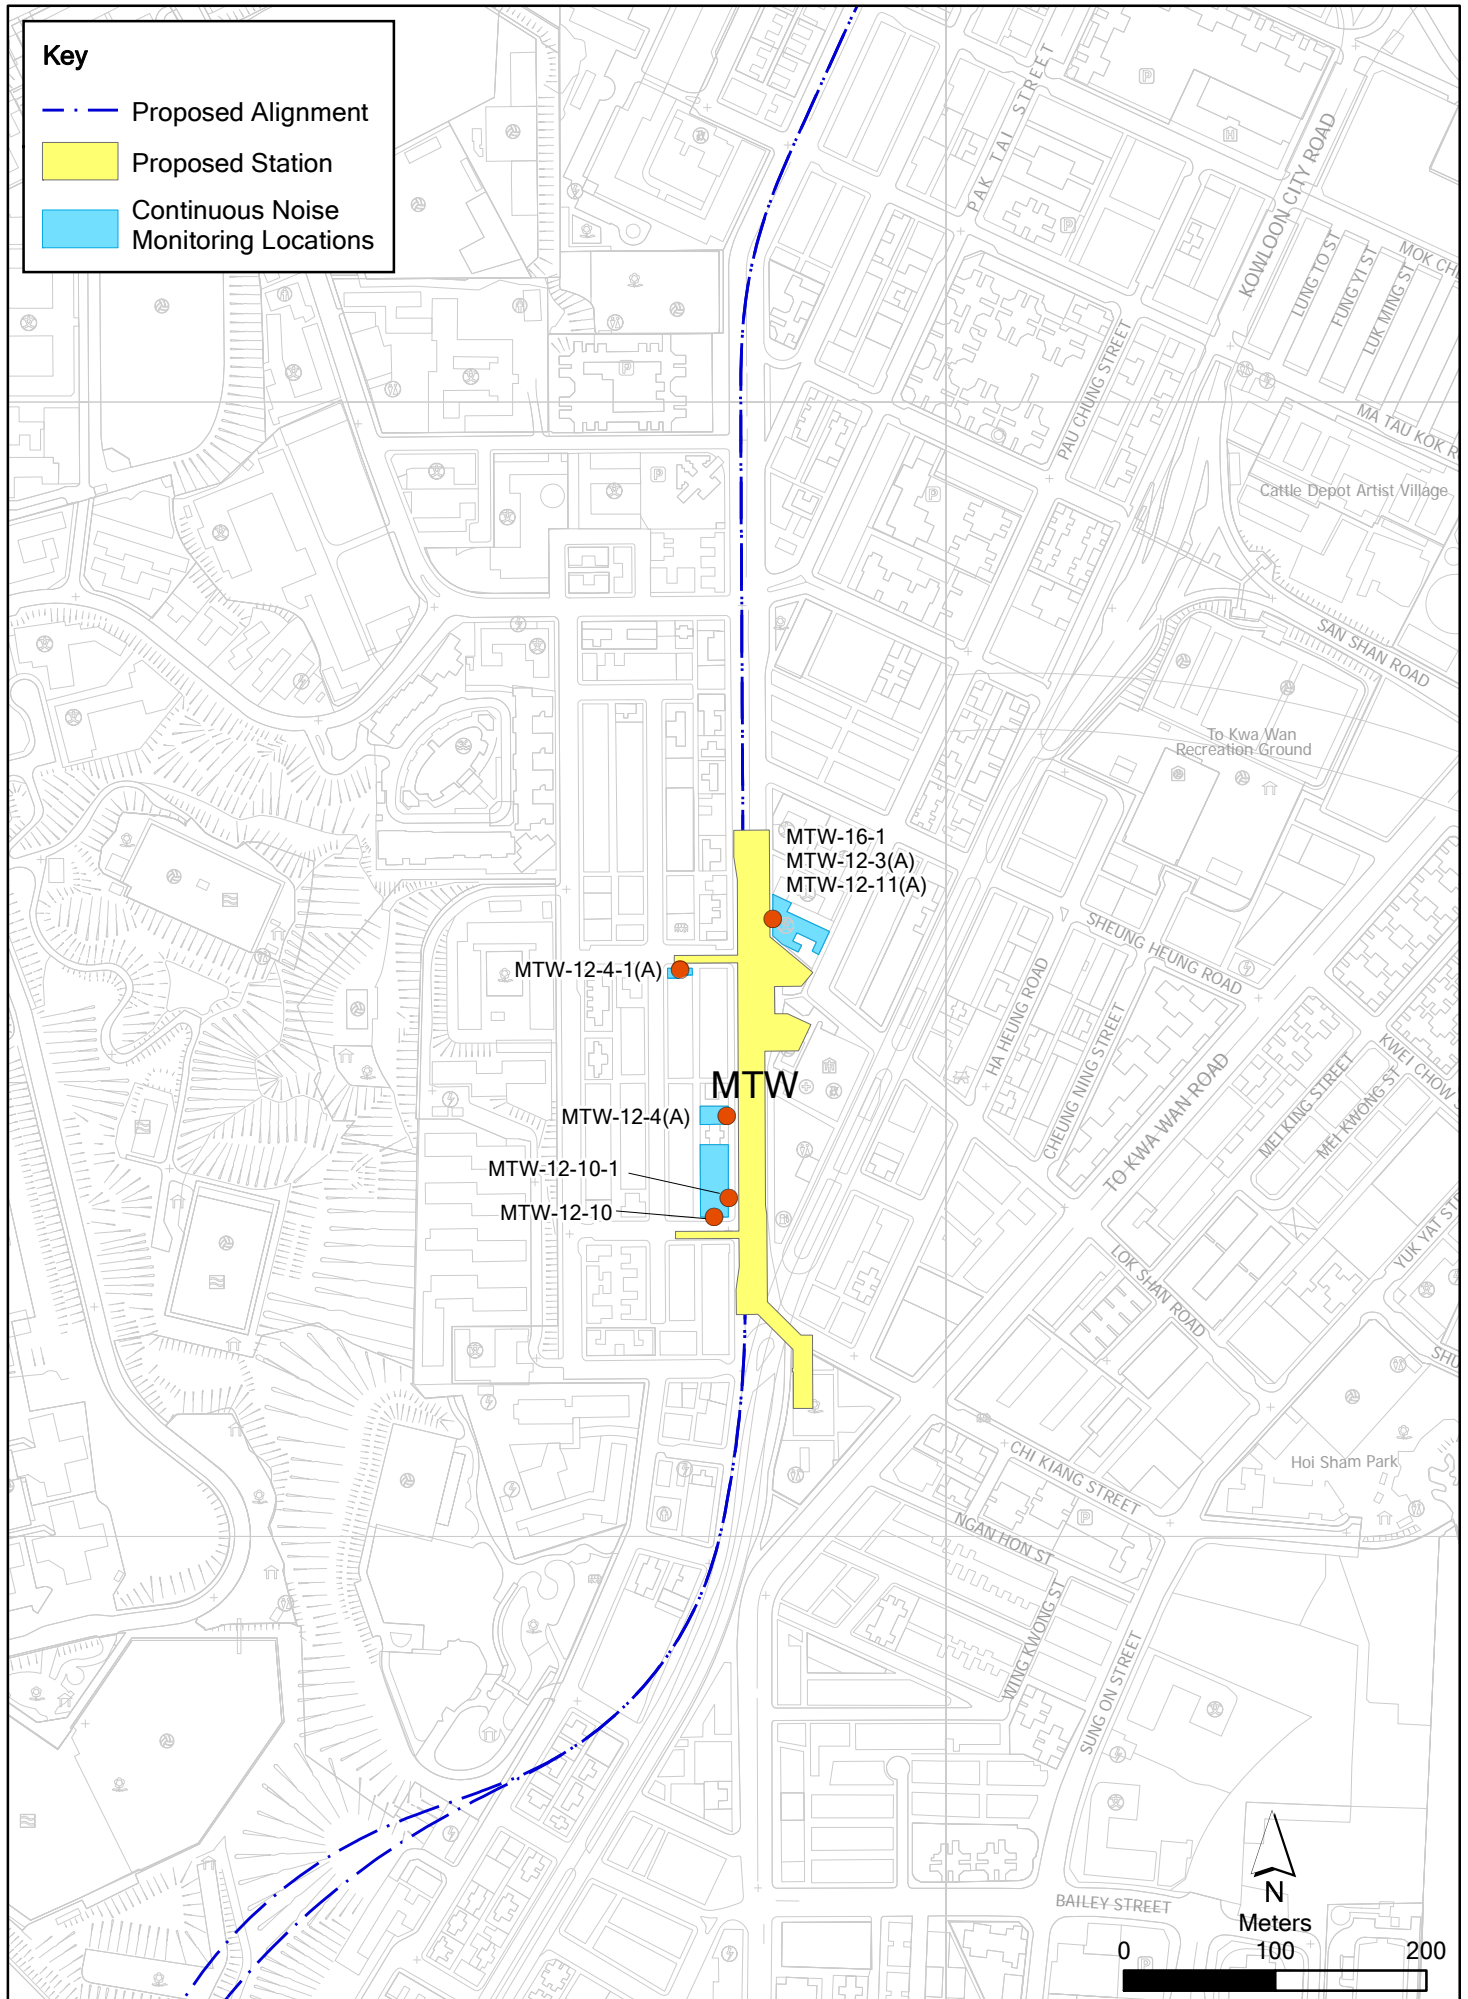 Key
Proposed Alignment
Proposed Station
Continuous Noise
Monitoring Locations
PAK TAI STREET
KOWLOON CITY ROAD
LUNG TO ST
FUNG YI ST
LUK MING ST
MOK
PAU CHUNG STREET
MA TAU KOK
Cattle Depot Artist Village
SAN SHAN ROAD
To Kwa Wan
Recreation Ground
MTW-16-1
MTW-12-3(A)
MTW-12-11(A)
MTW-12-4-1(A)
SHEUNG HEUNG ROAD
HA HEUNG ROAD
CHEUNG NING STREET
TO KWA WAN ROAD
MEI KING STREET
MEI KWONG ST
KWEI CHOW
MTW
MTW-12-4(A)
MTW-12-10-1
MTW-12-10
LOK SHAN ROAD
YUK YAT
CHI KIANG STREET
Hoi Sham Park
NGAN HON ST
WING KWONG ST
SUNG ON STREET
BAILEY STREET
N
Meters
0 100 200